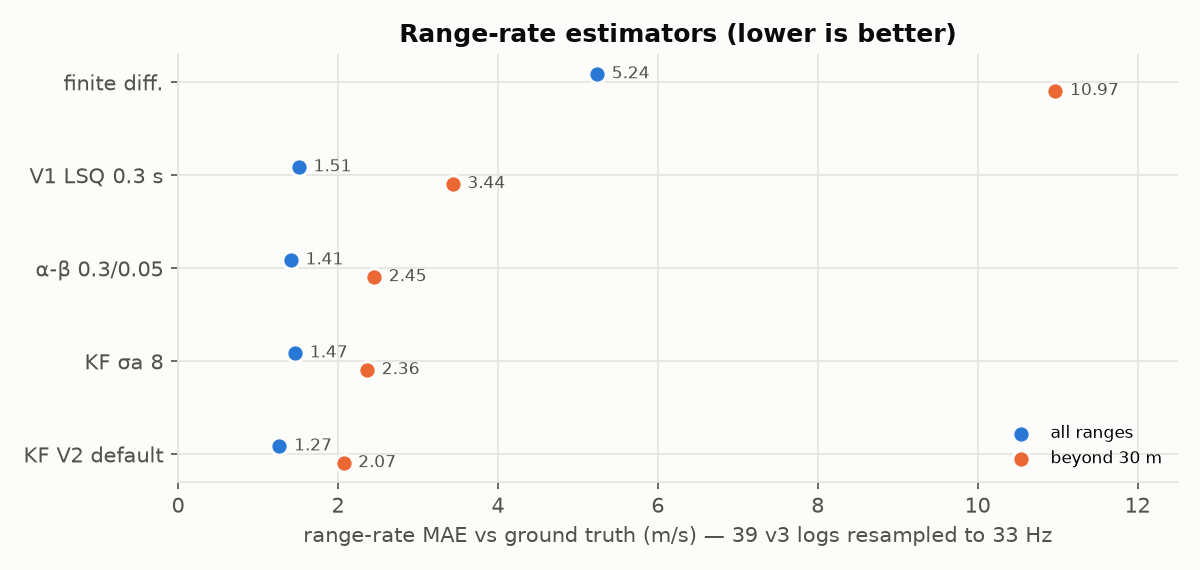 Range-rate estimators (lower is better)
finite diff.
5.24
10.97
V1 LSQ 0.3 s
1.51
3.44
α-β 0.3/0.05
1.41
2.45
KF σa 8
1.47
2.36
KF V2 default
1.27
2.07
all ranges
beyond 30 m
0 2 4 6 8 10 12
range-rate MAE vs ground truth (m/s) — 39 v3 logs resampled to 33 Hz